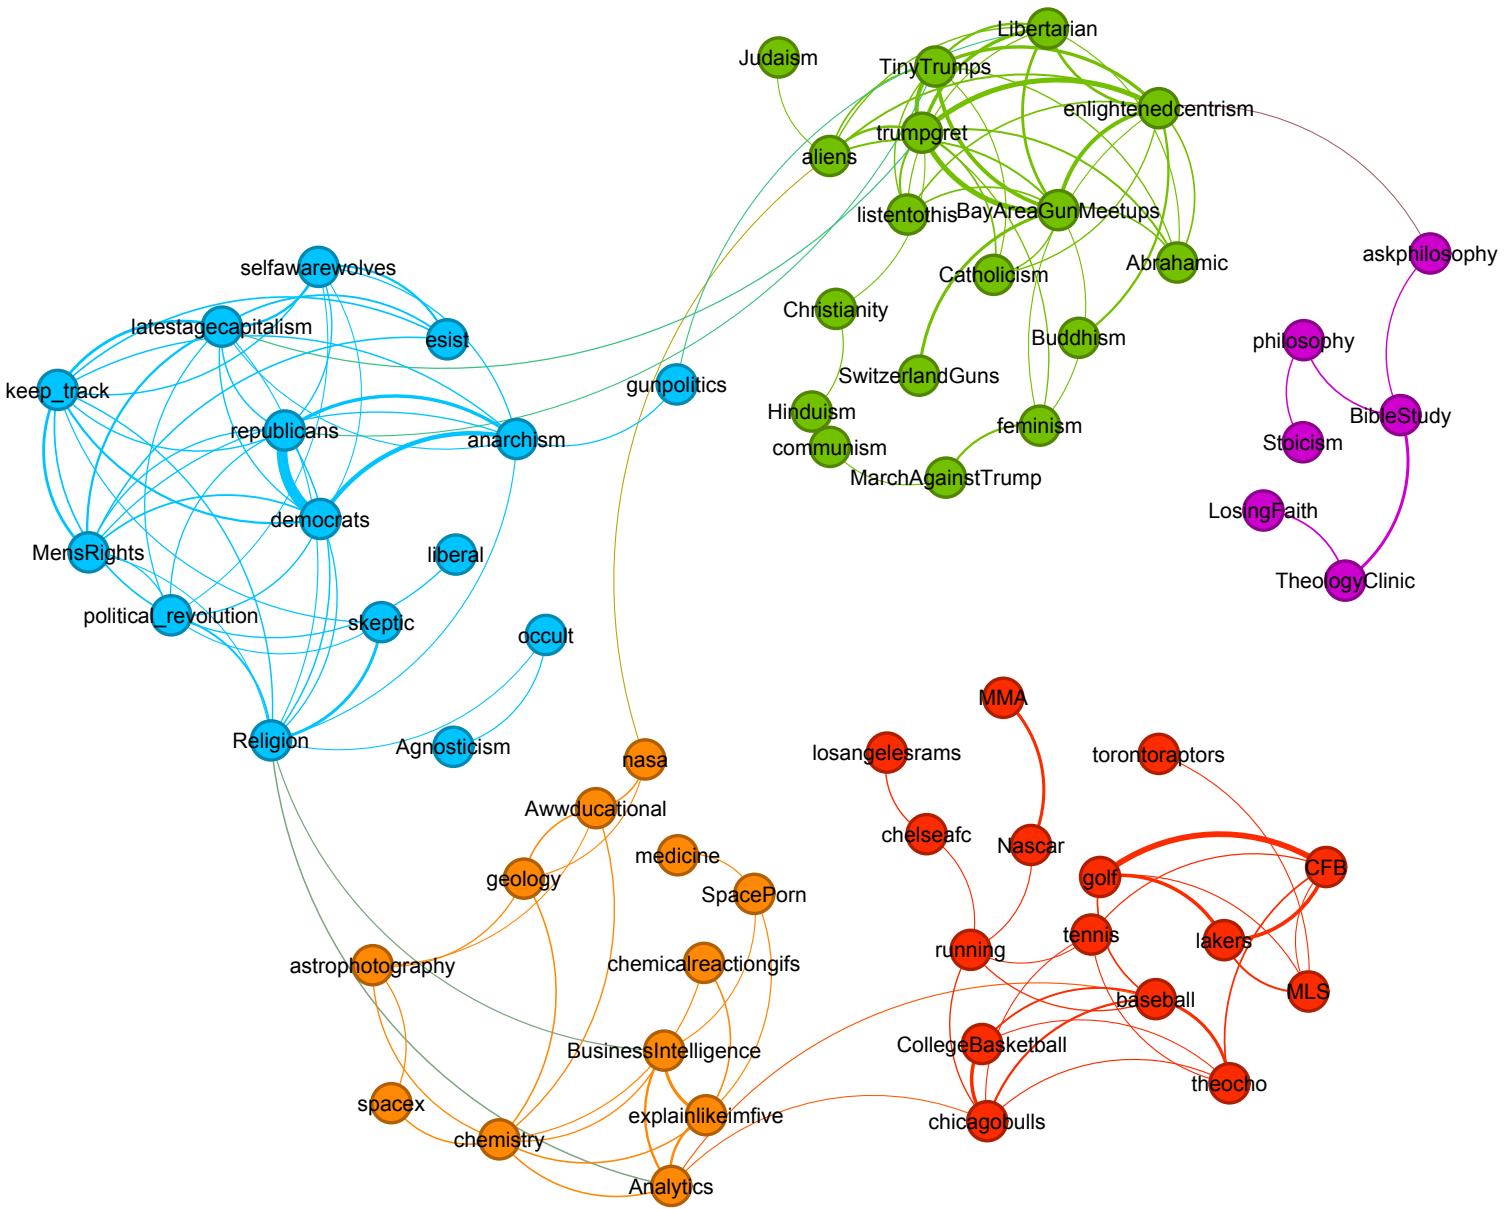 Libertarian
Judaism
TinyTrumps
enlightenedcentrism
trumpgret
aliens
listentothis
BayAreaGunMeetups
askphilosophy
selfawarewolves
Catholicism
Abrahamic
Christianity
latestagecapitalism
esist
Buddhism
philosophy
SwitzerlandGuns
gunpolitics
keep_track
Hinduism
BibleStudy
republicans
anarchism
feminism
communism
Stoicism
MarchAgainstTrump
LosingFaith
democrats
MensRights
liberal
TheologyClinic
political_revolution
skeptic
occult
MMA
Religion
Agnosticism
losangelesrams
torontoraptors
nasa
Awwducational
chelseafc
Nascar
medicine
CFB
geology
golf
SpacePorn
tennis
lakers
running
astrophotography
chemicalreactiongifs
MLS
baseball
CollegeBasketball
BusinessIntelligence
theocho
spacex
explainlikeimfive
chicagobulls
chemistry
Analytics